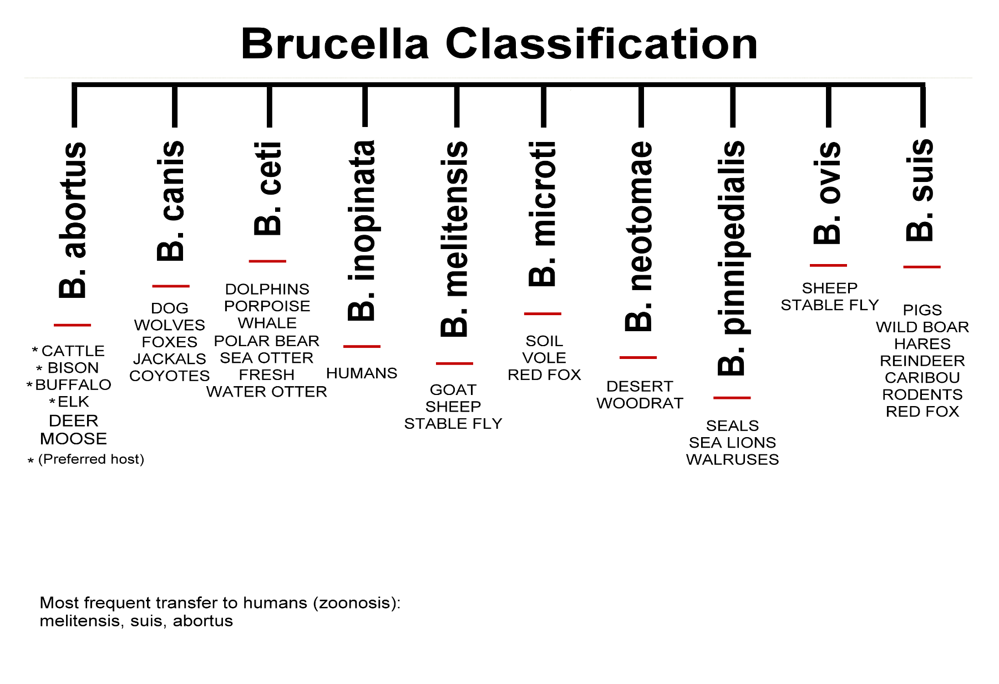 Brucella Classification
B. abortus
* CATTLE
* BISON
* BUFFALO
* ELK
DEER
MOOSE
* (Preferred host)
B. canis
DOG
WOLVES
FOXES
JACKALS
COYOTES
B. ceti
DOLPHINS
PORPOISE
WHALE
POLAR BEAR
SEA OTTER
FRESH
WATER OTTER
B. inopinata
HUMANS
B. melitensis
GOAT
SHEEP
STABLE FLY
B. microti
SOIL
VOLE
RED FOX
B. neotomae
DESERT
WOODRAT
B. pinnipedialis
SEALS
SEA LIONS
WALRUSES
B. ovis
SHEEP
STABLE FLY
B. suis
PIGS
WILD BOAR
HARES
REINDEER
CARIBOU
RODENTS
RED FOX
Most frequent transfer to humans (zoonosis):
melitensis, suis, abortus